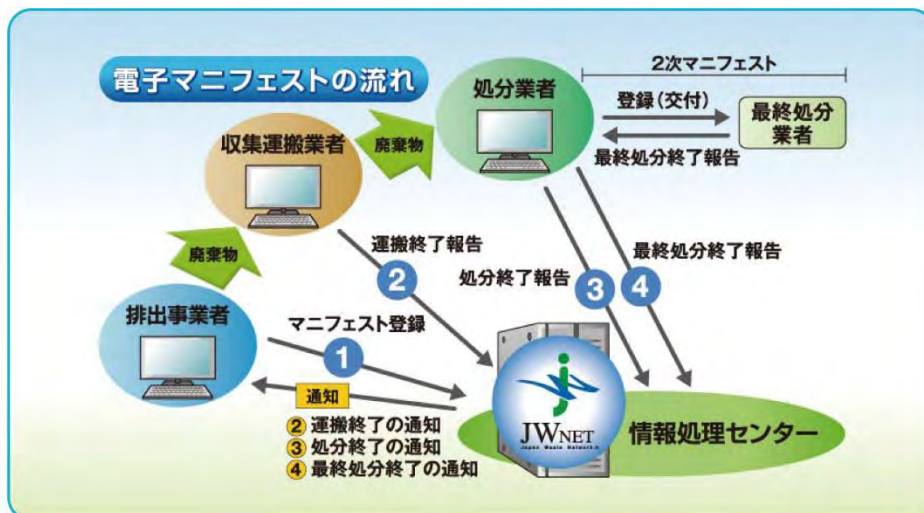 電子マニフェストの流れ
処分業者
2次マニフェスト
登録(交付)
最終処分
業者
最終処分終了報告
収集運搬業者
廃棄物
廃棄物
運搬終了報告
2
処分終了報告
3
最終処分終了報告
4
排出事業者
マニフェスト登録
1
通知
② 運搬終了の通知
③ 処分終了の通知
④ 最終処分終了の通知
JWNET
Japan Waste Network
情報処理センター